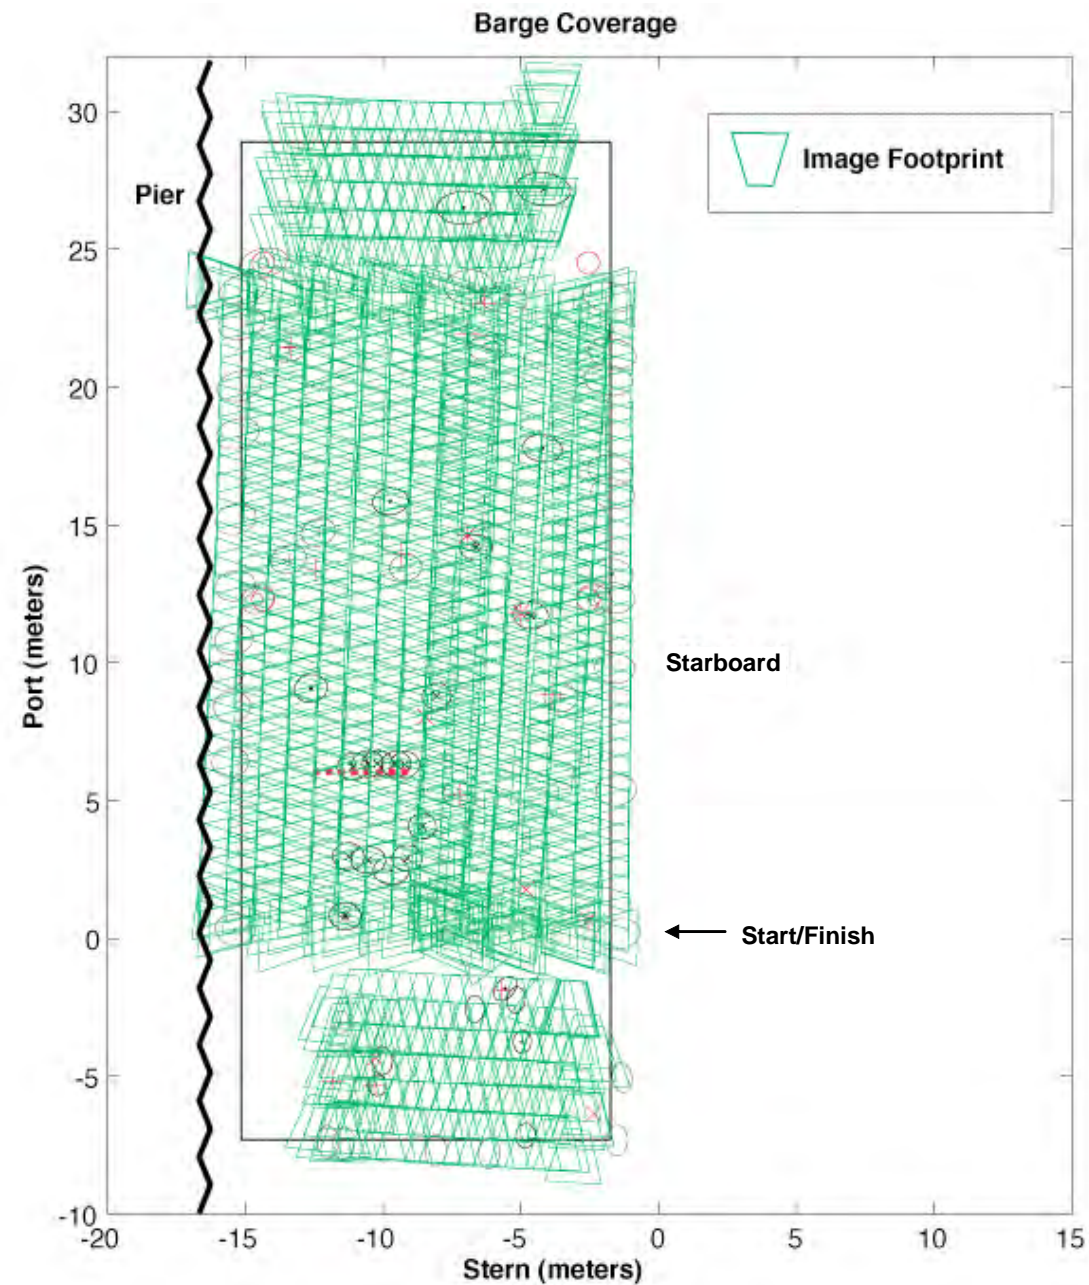 Barge Coverage
30
Image Footprint
Pier
25
20
15
Port (meters)
10
Starboard
5
0
Start/Finish
-5
-10
-20
-15
-10
-5
0
5
10
15
Stern (meters)